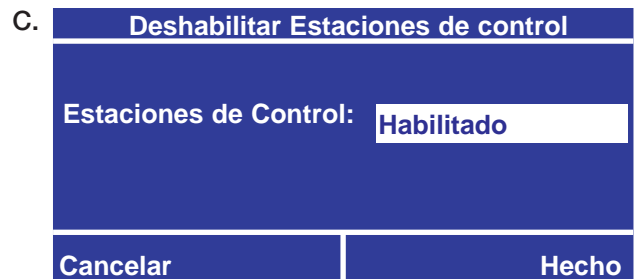 C. Deshabilitar Estaciones de control
Estaciones de Control: Habilitado
Cancelar Hecho